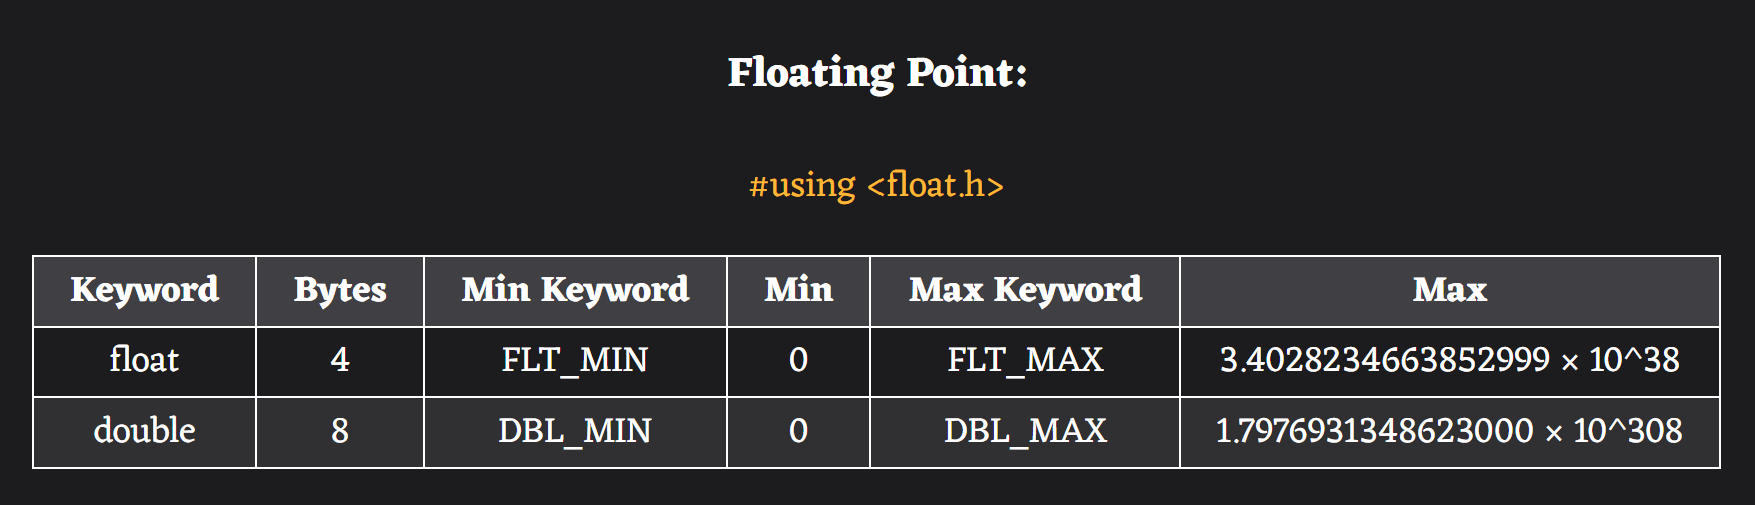 Floating Point:
#using <float.h>
Keyword Bytes Min Keyword Min Max Keyword Max
float 4 FLT_MIN 0 FLT_MAX 3.4028234663852999 × 10^38
double 8 DBL_MIN 0 DBL_MAX 1.7976931348623000 × 10^308